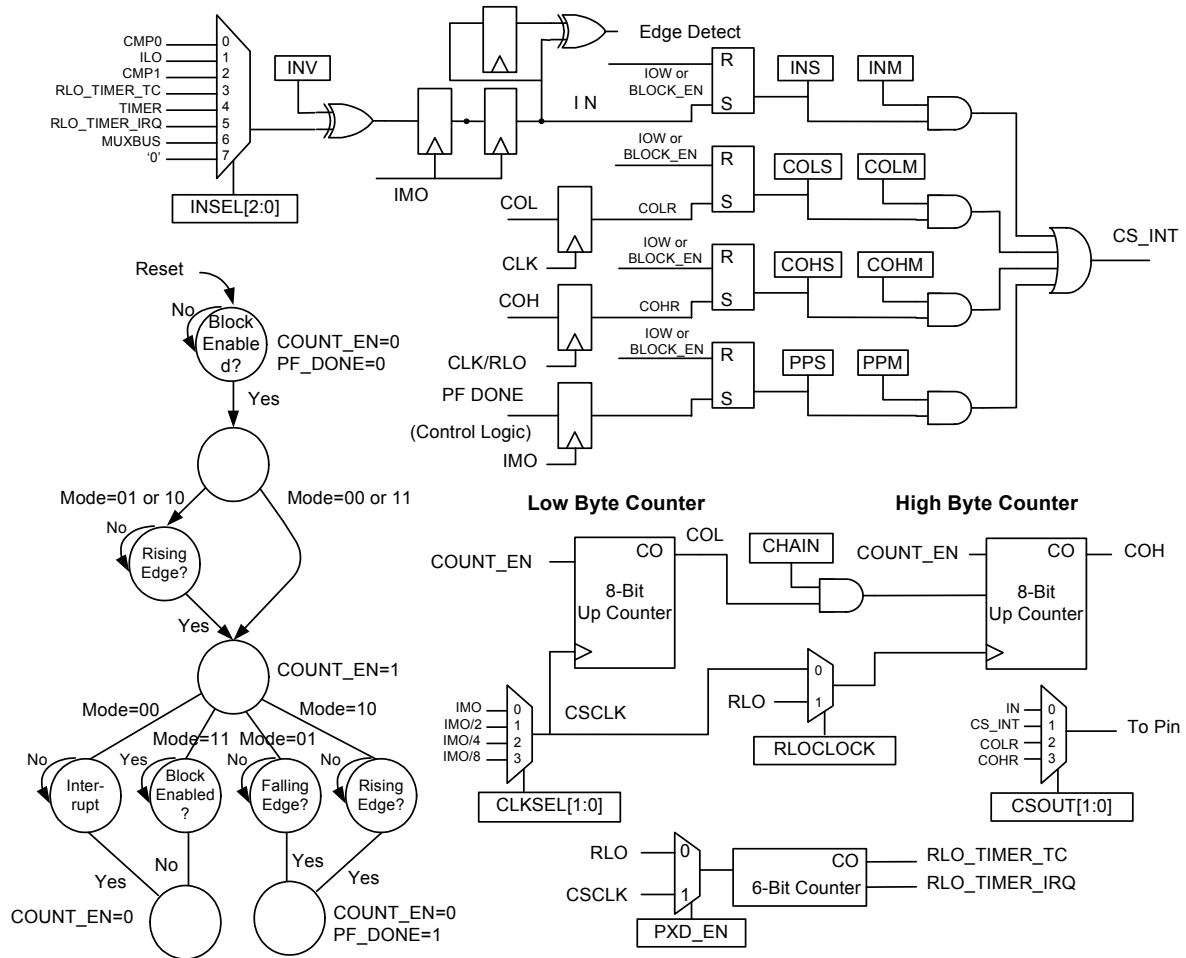 CMP0
ILO
CMP1
RLO_TIMER_TC
TIMER
RLO_TIMER_IRQ
MUXBUS
'0'
0
1
2
3
4
5
6
7
INSEL[2:0]
INV
IMO
Edge Detect
I N
IOW or
BLOCK_EN
R
S
INS
INM
IOW or
BLOCK_EN
R
S
COLS
COLM
COL
COLR
CLK
IOW or
BLOCK_EN
R
S
COHS
COHM
COH
COHR
CLK/RLO
IOW or
BLOCK_EN
R
S
PPS
PPM
PF DONE
(Control Logic)
IMO
CS_INT
Reset
No
Block
Enable
d?
COUNT_EN=0
PF_DONE=0
Yes
Mode=01 or 10
Mode=00 or 11
No
Rising
Edge?
Yes
COUNT_EN=1
Mode=00
Mode=11
Mode=01
Mode=10
No
Inter-
rupt
Yes
Block
Enabled
?
No
Falling
Edge?
No
Rising
Edge?
Yes
No
Yes
Yes
COUNT_EN=0
COUNT_EN=0
PF_DONE=1
Low Byte Counter
High Byte Counter
COUNT_EN
CO
8-Bit
Up Counter
COL
CHAIN
COUNT_EN
CO
8-Bit
Up Counter
COH
IMO
IMO/2
IMO/4
IMO/8
0
1
2
3
CSCLK
CLKSEL[1:0]
RLO
0
1
RLOCLOCK
IN
CS_INT
COLR
COHR
0
1
2
3
To Pin
CSOUT[1:0]
RLO
CSCLK
0
1
PXD_EN
CO
6-Bit Counter
RLO_TIMER_TC
RLO_TIMER_IRQ